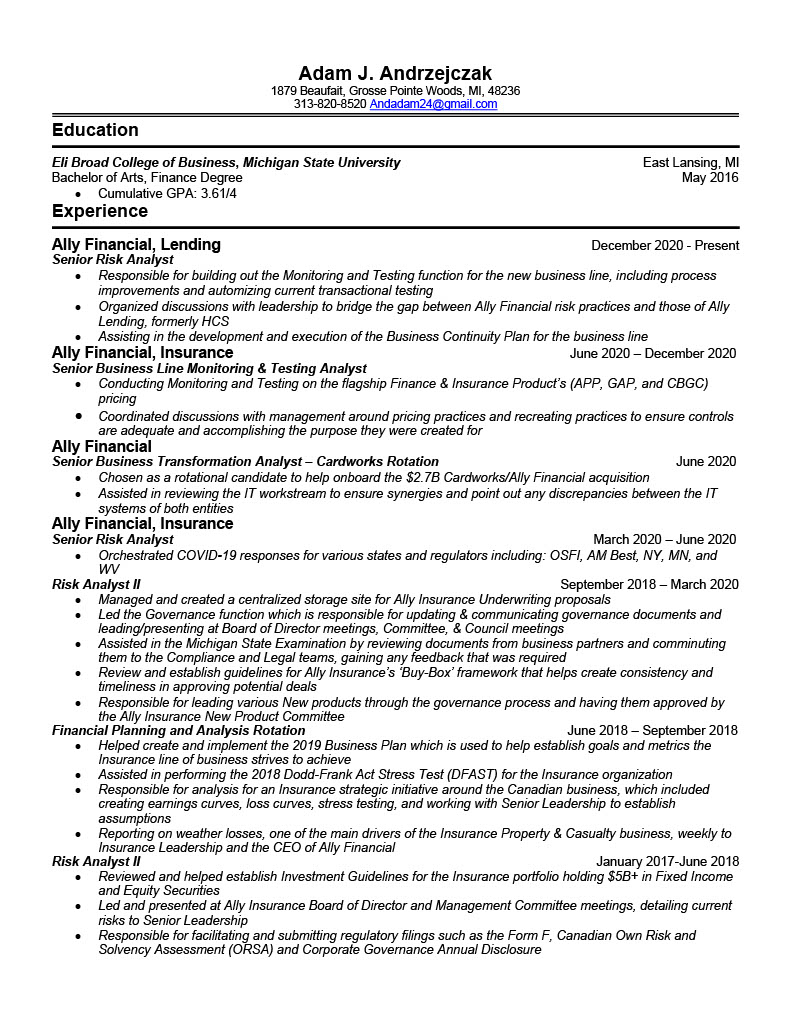 Adam J. Andrzejczak
1879 Beaufait, Grosse Pointe Woods, MI, 48236
313-820-8520 Andadam24@gmail.com
Education
Eli Broad College of Business, Michigan State University East Lansing, MI
Bachelor of Arts, Finance Degree May 2016
• Cumulative GPA: 3.61/4
Experience
Ally Financial, Lending December 2020 - Present
Senior Risk Analyst
• Responsible for building out the Monitoring and Testing function for the new business line, including process
improvements and automizing current transactional testing
• Organized discussions with leadership to bridge the gap between Ally Financial risk practices and those of Ally
Lending, formerly HCS
• Assisting in the development and execution of the Business Continuity Plan for the business line
Ally Financial, Insurance June 2020 – December 2020
Senior Business Line Monitoring & Testing Analyst
• Conducting Monitoring and Testing on the flagship Finance & Insurance Product's (APP, GAP, and CBGC)
pricing
• Coordinated discussions with management around pricing practices and recreating practices to ensure controls
are adequate and accomplishing the purpose they were created for
Ally Financial
Senior Business Transformation Analyst – Cardworks Rotation June 2020
• Chosen as a rotational candidate to help onboard the $2.7B Cardworks/Ally Financial acquisition
• Assisted in reviewing the IT workstream to ensure synergies and point out any discrepancies between the IT
systems of both entities
Ally Financial, Insurance
Senior Risk Analyst March 2020 – June 2020
• Orchestrated COVID-19 responses for various states and regulators including: OSFI, AM Best, NY, MN, and
WV
Risk Analyst II September 2018 – March 2020
• Managed and created a centralized storage site for Ally Insurance Underwriting proposals
• Led the Governance function which is responsible for updating & communicating governance documents and
leading/presenting at Board of Director meetings, Committee, & Council meetings
• Assisted in the Michigan State Examination by reviewing documents from business partners and comminuting
them to the Compliance and Legal teams, gaining any feedback that was required
• Review and establish guidelines for Ally Insurance's 'Buy-Box' framework that helps create consistency and
timeliness in approving potential deals
• Responsible for leading various New products through the governance process and having them approved by
the Ally Insurance New Product Committee
Financial Planning and Analysis Rotation June 2018 – September 2018
• Helped create and implement the 2019 Business Plan which is used to help establish goals and metrics the
Insurance line of business strives to achieve
• Assisted in performing the 2018 Dodd-Frank Act Stress Test (DFAST) for the Insurance organization
• Responsible for analysis for an Insurance strategic initiative around the Canadian business, which included
creating earnings curves, loss curves, stress testing, and working with Senior Leadership to establish
assumptions
• Reporting on weather losses, one of the main drivers of the Insurance Property & Casualty business, weekly to
Insurance Leadership and the CEO of Ally Financial
Risk Analyst II January 2017-June 2018
• Reviewed and helped establish Investment Guidelines for the Insurance portfolio holding $5B+ in Fixed Income
and Equity Securities
• Led and presented at Ally Insurance Board of Director and Management Committee meetings, detailing current
risks to Senior Leadership
• Responsible for facilitating and submitting regulatory filings such as the Form F, Canadian Own Risk and
Solvency Assessment (ORSA) and Corporate Governance Annual Disclosure